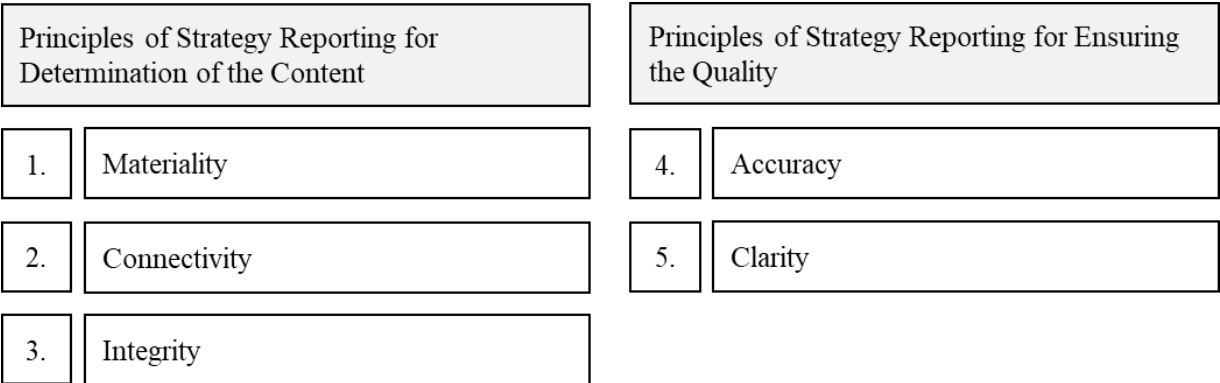 Principles of Strategy Reporting for
Determination of the Content
1. Materiality
2. Connectivity
3. Integrity
Principles of Strategy Reporting for Ensuring
the Quality
4. Accuracy
5. Clarity